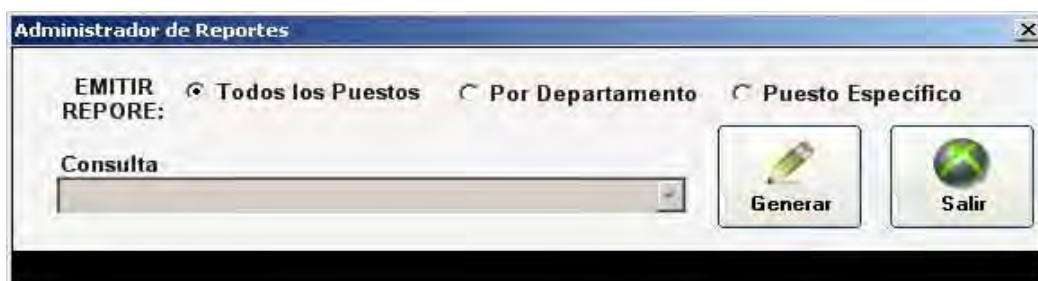 Administrador de Reportes
EMITIR
REPORE:
Todos los Puestos
Por Departamento
Puesto Específico
Consulta
Generar
Salir